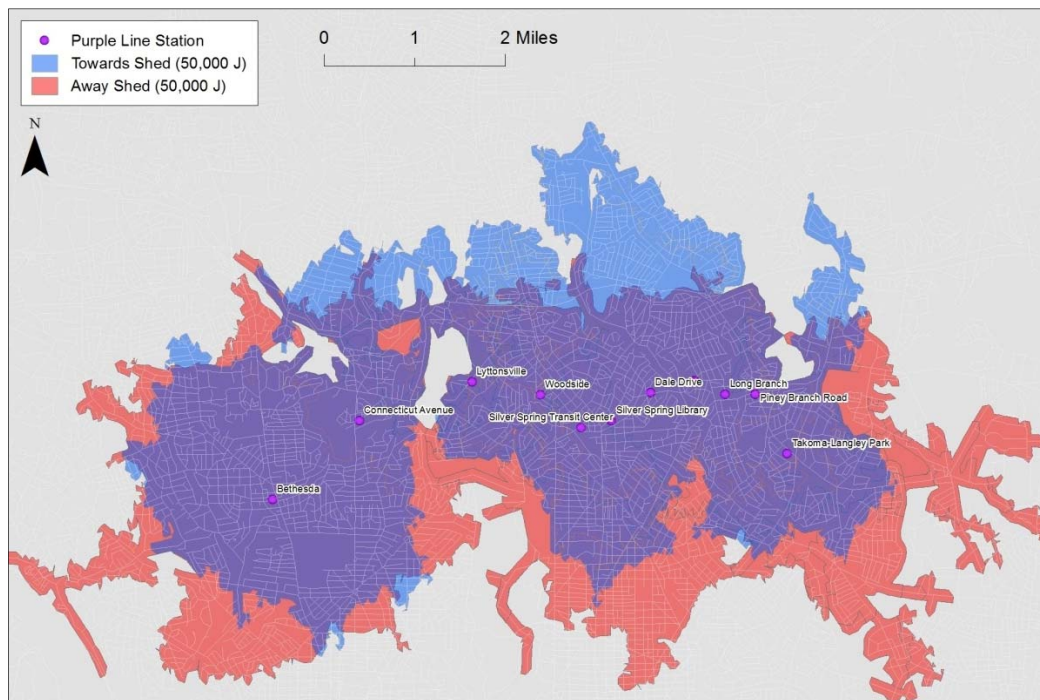 Purple Line Station
Towards Shed (50,000 J)
Away Shed (50,000 J)
0 1 2 Miles
N
Lyttonsville
Woodside
Dale Drive
Long Branch
Piney Branch Road
Connecticut Avenue
Silver Spring Transit Center
Silver Spring Library
Takoma-Langley Park
Bethesda